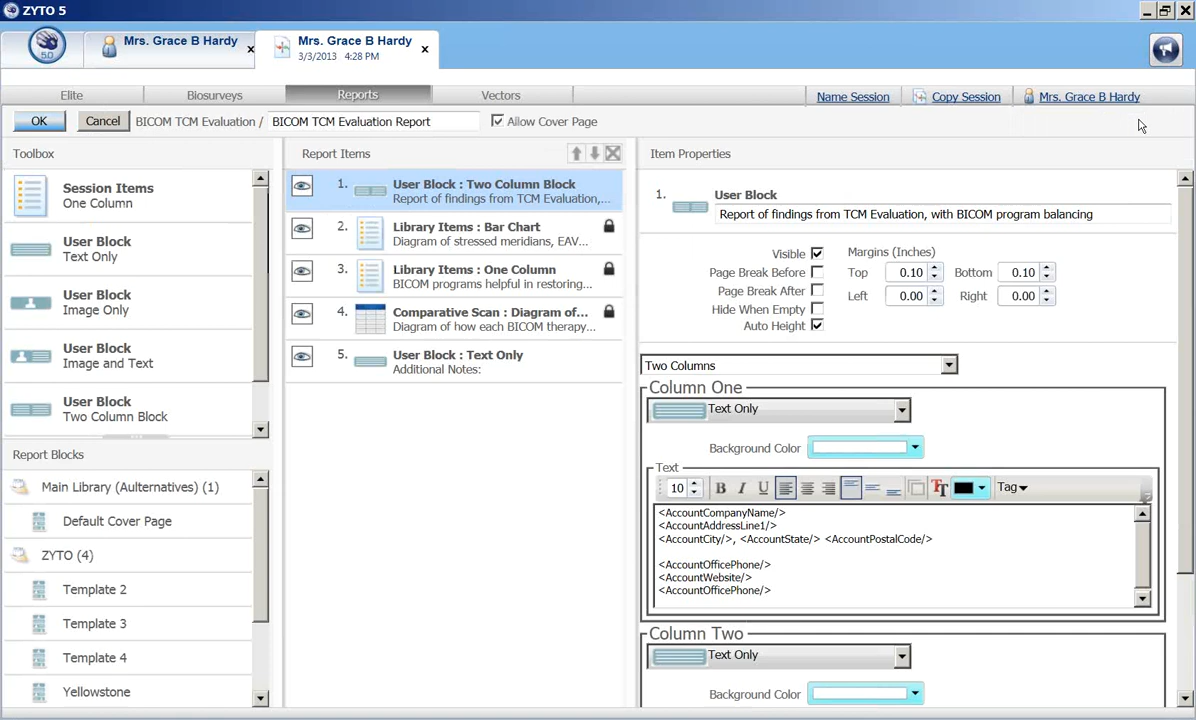 ZYTO 5
5.0
Mrs. Grace B Hardy
Mrs. Grace B Hardy
3/3/2013 4:28 PM
Elite
Biosurveys
Reports
Vectors
Name Session
Copy Session
Mrs. Grace B Hardy
OK
Cancel
BICOM TCM Evaluation /
BICOM TCM Evaluation Report
Allow Cover Page
Toolbox
Session Items
One Column
User Block
Text Only
User Block
Image Only
User Block
Image and Text
User Block
Two Column Block
Report Blocks
Main Library (Aulternatives) (1)
Default Cover Page
ZYTO (4)
Template 2
Template 3
Template 4
Yellowstone
Report Items
1. User Block : Two Column Block
Report of findings from TCM Evaluation,...
2. Library Items : Bar Chart
Diagram of stressed meridians, EAV...
3. Library Items : One Column
BICOM programs helpful in restoring...
4. Comparative Scan : Diagram of...
Diagram of how each BICOM therapy...
5. User Block : Text Only
Additional Notes:
Item Properties
1. User Block
Report of findings from TCM Evaluation, with BICOM program balancing
Visible
Page Break Before
Page Break After
Hide When Empty
Auto Height
Margins (Inches)
Top 0.10 Bottom 0.10
Left 0.00 Right 0.00
Two Columns
Column One
Text Only
Background Color
Text
10 B I U TT Tag
<AccountCompanyName/>
<AccountAddressLine1/>
<AccountCity/>, <AccountState/> <AccountPostalCode/>
<AccountOfficePhone/>
<AccountWebsite/>
<AccountOfficePhone/>
Column Two
Text Only
Background Color